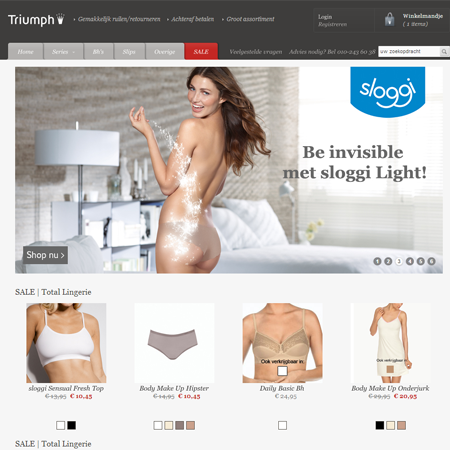 Triumph
› Gemakkelijk ruilen/retourneren › Achteraf betalen › Groot assortiment
Login
Registreren
Winkelmandje
( 1 items)
Home Series Bh's Slips Overige SALE Veelgestelde vragen Advies nodig? Bel 010-243 60 38 uw zoekopdracht
sloggi
Be invisible
met sloggi Light!
Shop nu >
1 2 3 4 5 6
SALE | Total Lingerie
Ook verkrijgbaar in:
Ook verkrijgbaar in:
sloggi Sensual Fresh Top Body Make Up Hipster Daily Basic Bh Body Make Up Onderjurk
€ 13,95 € 10,45 € 14,95 € 10,45 € 24,95 € 29,95 € 20,95
SALE | Total Lingerie